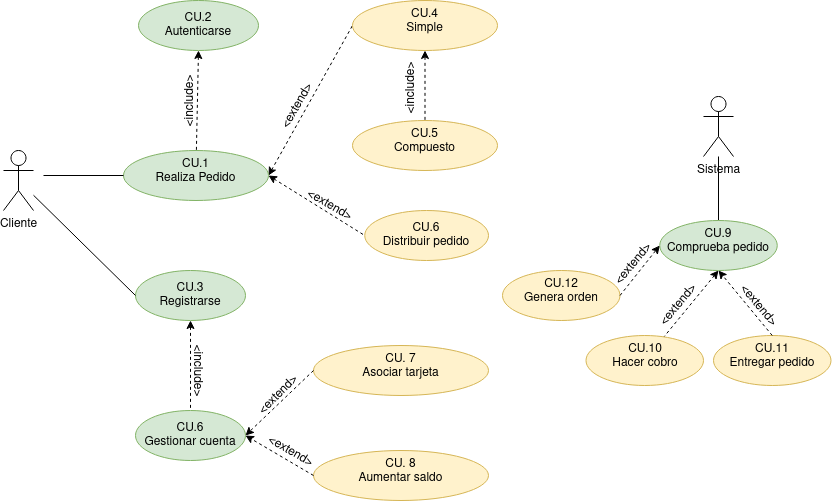 CU.2
Autenticarse
CU.4
Simple
<include>
<extend>
<include>
CU.5
Compuesto
CU.1
Realiza Pedido
Cliente
<extend>
CU.6
Distribuir pedido
Sistema
CU.9
Comprueba pedido
<extend>
CU.12
Genera orden
<extend>
<extend>
CU.10
Hacer cobro
CU.11
Entregar pedido
CU.3
Registrarse
<include>
CU. 7
Asociar tarjeta
<extend>
CU.6
Gestionar cuenta
<extend>
CU. 8
Aumentar saldo